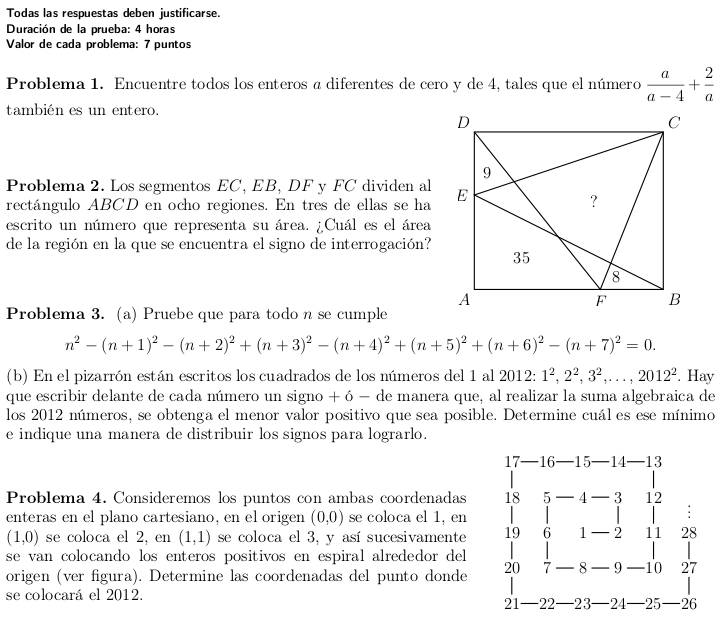 Todas las respuestas deben justificarse.
Duración de la prueba: 4 horas
Valor de cada problema: 7 puntos
Problema 1. Encuentre todos los enteros a diferentes de cero y de 4, tales que el número a/(a − 4) + 2/a
también es un entero.
Problema 2. Los segmentos EC, EB, DF y FC dividen al
rectángulo ABCD en ocho regiones. En tres de ellas se ha
escrito un número que representa su área. ¿Cuál es el área
de la región en la que se encuentra el signo de interrogación?
D C
9
E ?
35
8
A F B
Problema 3. (a) Pruebe que para todo n se cumple
n² − (n + 1)² − (n + 2)² + (n + 3)² − (n + 4)² + (n + 5)² + (n + 6)² − (n + 7)² = 0.
(b) En el pizarrón están escritos los cuadrados de los números del 1 al 2012: 1², 2², 3²,..., 2012². Hay
que escribir delante de cada número un signo + ó − de manera que, al realizar la suma algebraica de
los 2012 números, se obtenga el menor valor positivo que sea posible. Determine cuál es ese mínimo
e indique una manera de distribuir los signos para lograrlo.
Problema 4. Consideremos los puntos con ambas coordenadas
enteras en el plano cartesiano, en el origen (0,0) se coloca el 1, en
(1,0) se coloca el 2, en (1,1) se coloca el 3, y así sucesivamente
se van colocando los enteros positivos en espiral alrededor del
origen (ver figura). Determine las coordenadas del punto donde
se colocará el 2012.
17—16—15—14—13
18 5 — 4 — 3 12 ⋮
19 6 1 — 2 11 28
20 7 — 8 — 9 —10 27
21—22—23—24—25—26